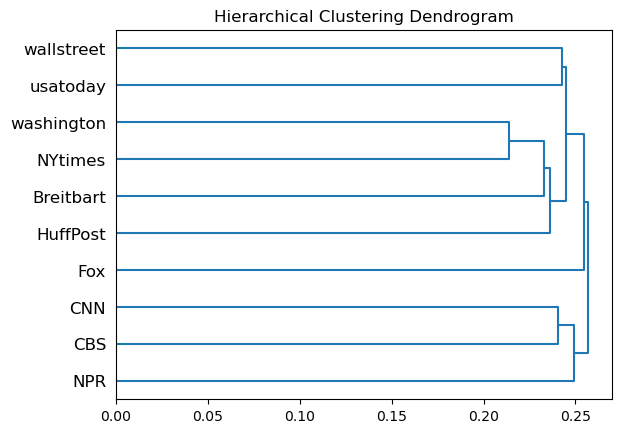 Hierarchical Clustering Dendrogram
wallstreet
usatoday
washington
NYtimes
Breitbart
HuffPost
Fox
CNN
CBS
NPR
0.00 0.05 0.10 0.15 0.20 0.25